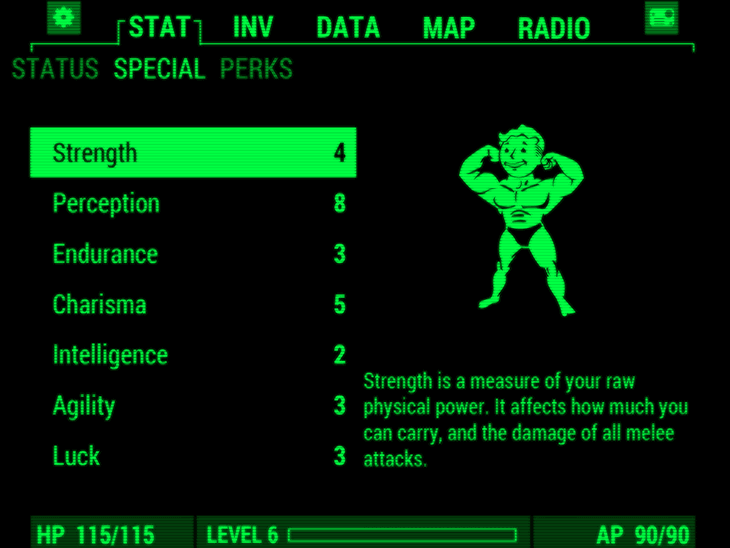 STAT INV DATA MAP RADIO
STATUS SPECIAL PERKS
Strength 4
Perception 8
Endurance 3
Charisma 5
Intelligence 2
Agility 3
Luck 3
Strength is a measure of your raw
physical power. It affects how much you
can carry, and the damage of all melee
attacks.
HP 115/115 LEVEL 6 AP 90/90